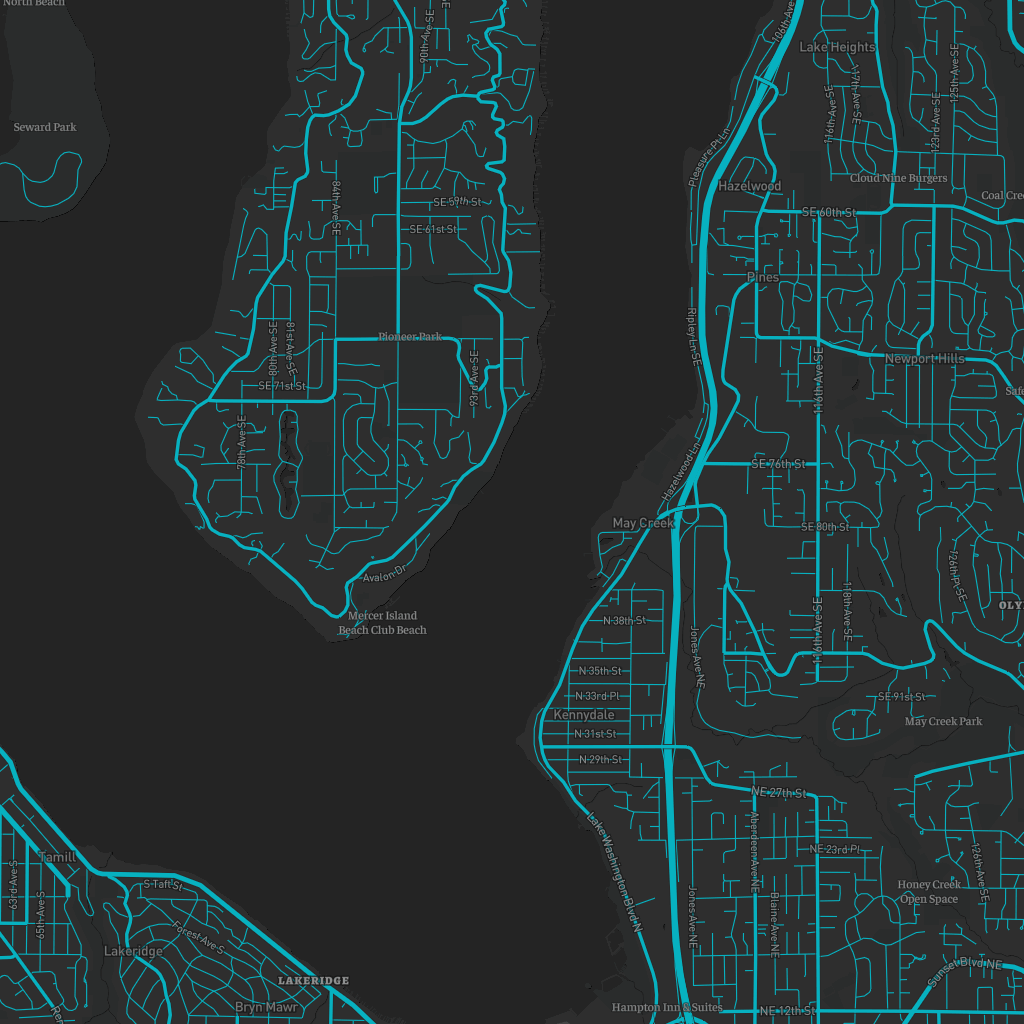 North Beach
90th Ave SE
SE
106th Ave
Lake Heights
117th Ave SE
116th Ave SE
125th Ave SE
123rd Ave SE
Seward Park
Pleasure Pt Ln
Cloud Nine Burgers
Hazelwood
Coal Cree
84th Ave SE
SE 59th St
SE 60th St
SE 61st St
Pines
Pioneer Park
Ripley Ln SE
80th Ave SE
81st Ave SE
Newport Hills
SE 71st St
93rd Ave SE
116th Ave SE
Safe
78th Ave SE
Hazelwood Ln
SE 76th St
May Creek
SE 80th St
Avalon Dr
126th Pl SE
118th Ave SE
Mercer Island
Beach Club Beach
OLY
N 38th St
116th Ave SE
Jones Ave NE
N 35th St
N 33rd Pl
SE 91st St
Kennydale
May Creek Park
N 31st St
N 29th St
NE 27th St
Lake Washington Blvd N
Aberdeen Ave NE
NE 23rd Pl
126th Ave SE
Tamill
S Taft St
63rd Ave S
65th Ave S
Honey Creek
Open Space
Jones Ave NE
Blaine Ave NE
Forest Ave S
Lakeridge
LAKERIDGE
Sunset Blvd NE
Bryn Mawr
Hampton Inn & Suites
NE 12th St
Ren